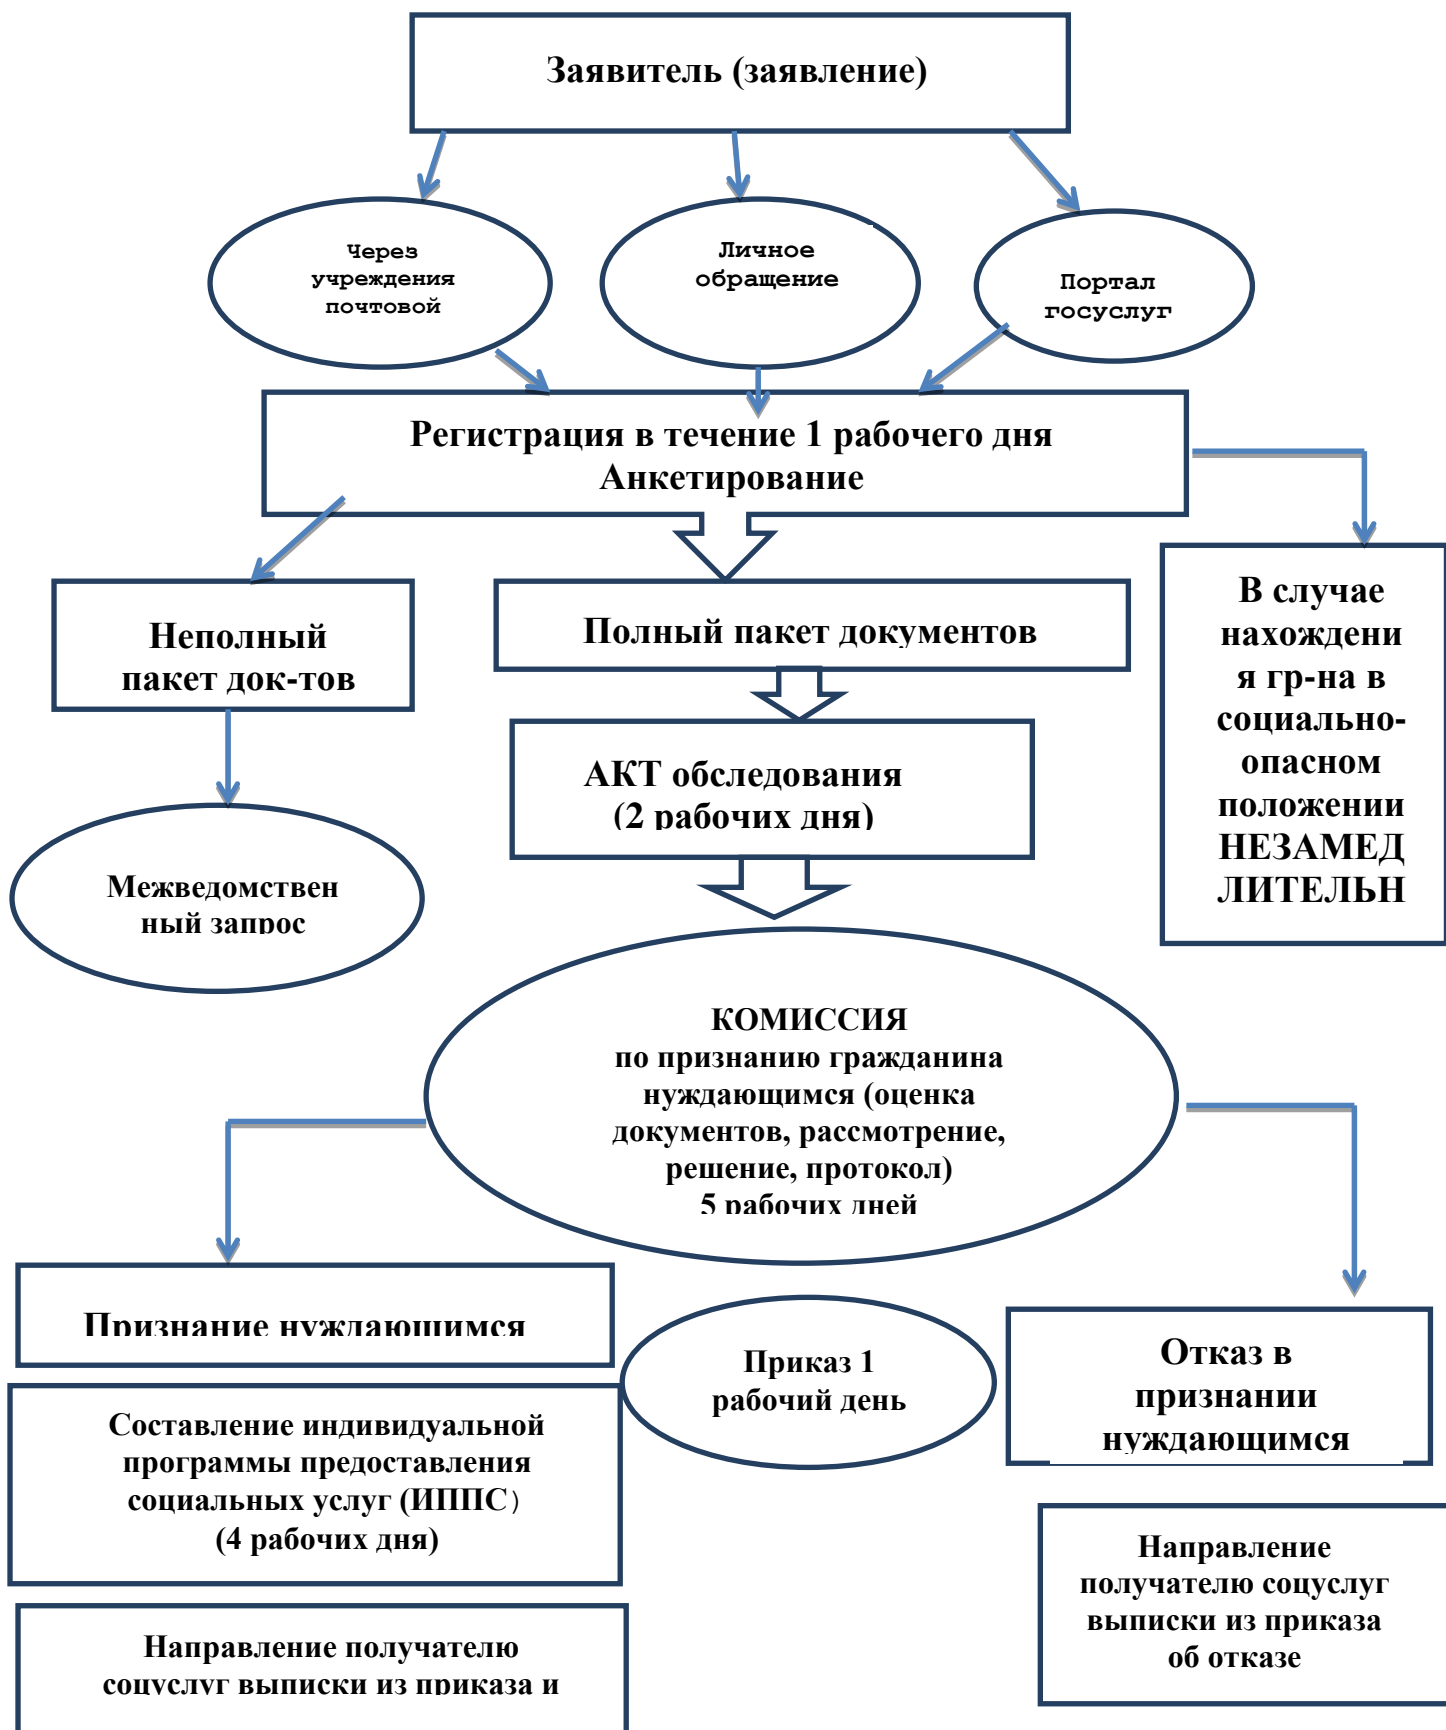 Заявитель (заявление)
Через
учреждения
почтовой
Личное
обращение
Портал
госуслуг
Регистрация в течение 1 рабочего дня
Анкетирование
Неполный
пакет док-тов
Полный пакет документов
В случае
нахождени
я гр-на в
социально-
опасном
положении
НЕЗАМЕД
ЛИТЕЛЬН
АКТ обследования
(2 рабочих дня)
Межведомствен
ный запрос
КОМИССИЯ
по признанию гражданина
нуждающимся (оценка
документов, рассмотрение,
решение, протокол)
5 рабочих дней
Признание нуждающимся
Приказ 1
рабочий день
Отказ в
признании
нуждающимся
Составление индивидуальной
программы предоставления
социальных услуг (ИППС)
(4 рабочих дня)
Направление
получателю соцуслуг
выписки из приказа
об отказе
Направление получателю
соцуслуг выписки из приказа и